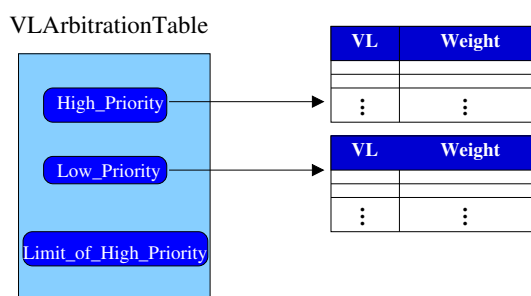 VLArbitrationTable
High_Priority
Low_Priority
Limit_of_High_Priority
VL Weight
VL Weight